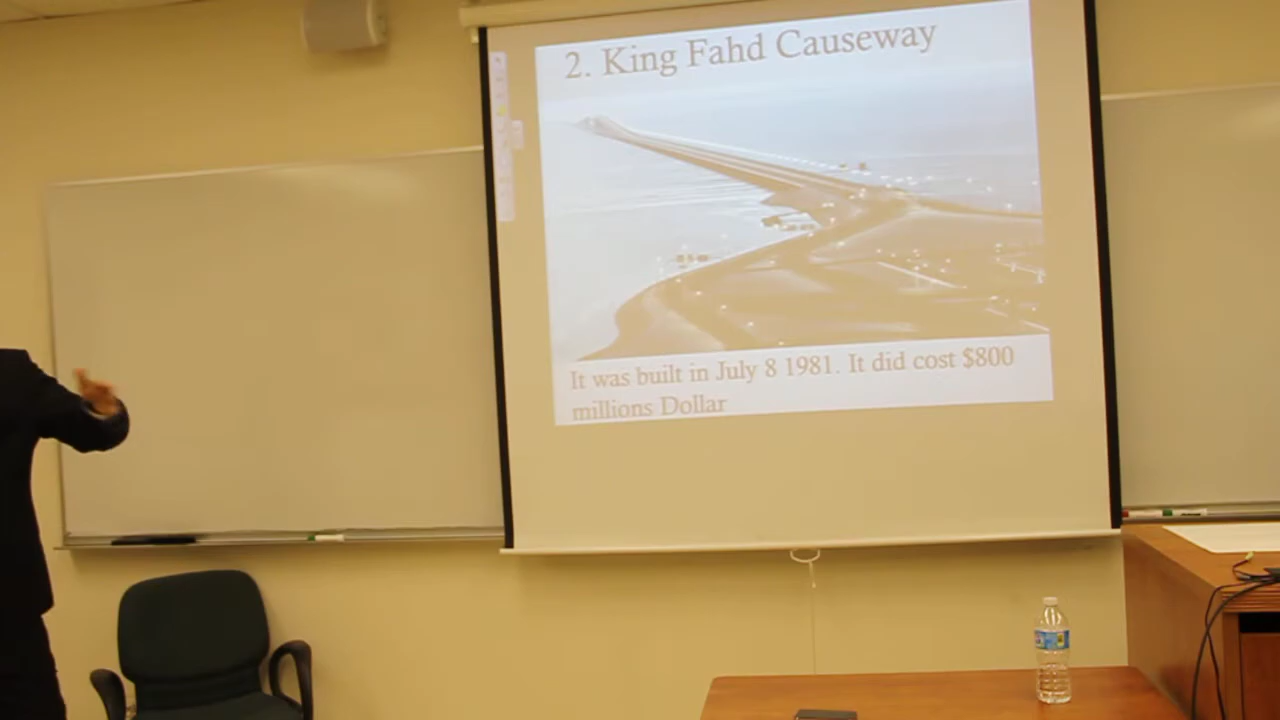 2. King Fahd Causeway
It was built in July 8 1981. It did cost $800
millions Dollar